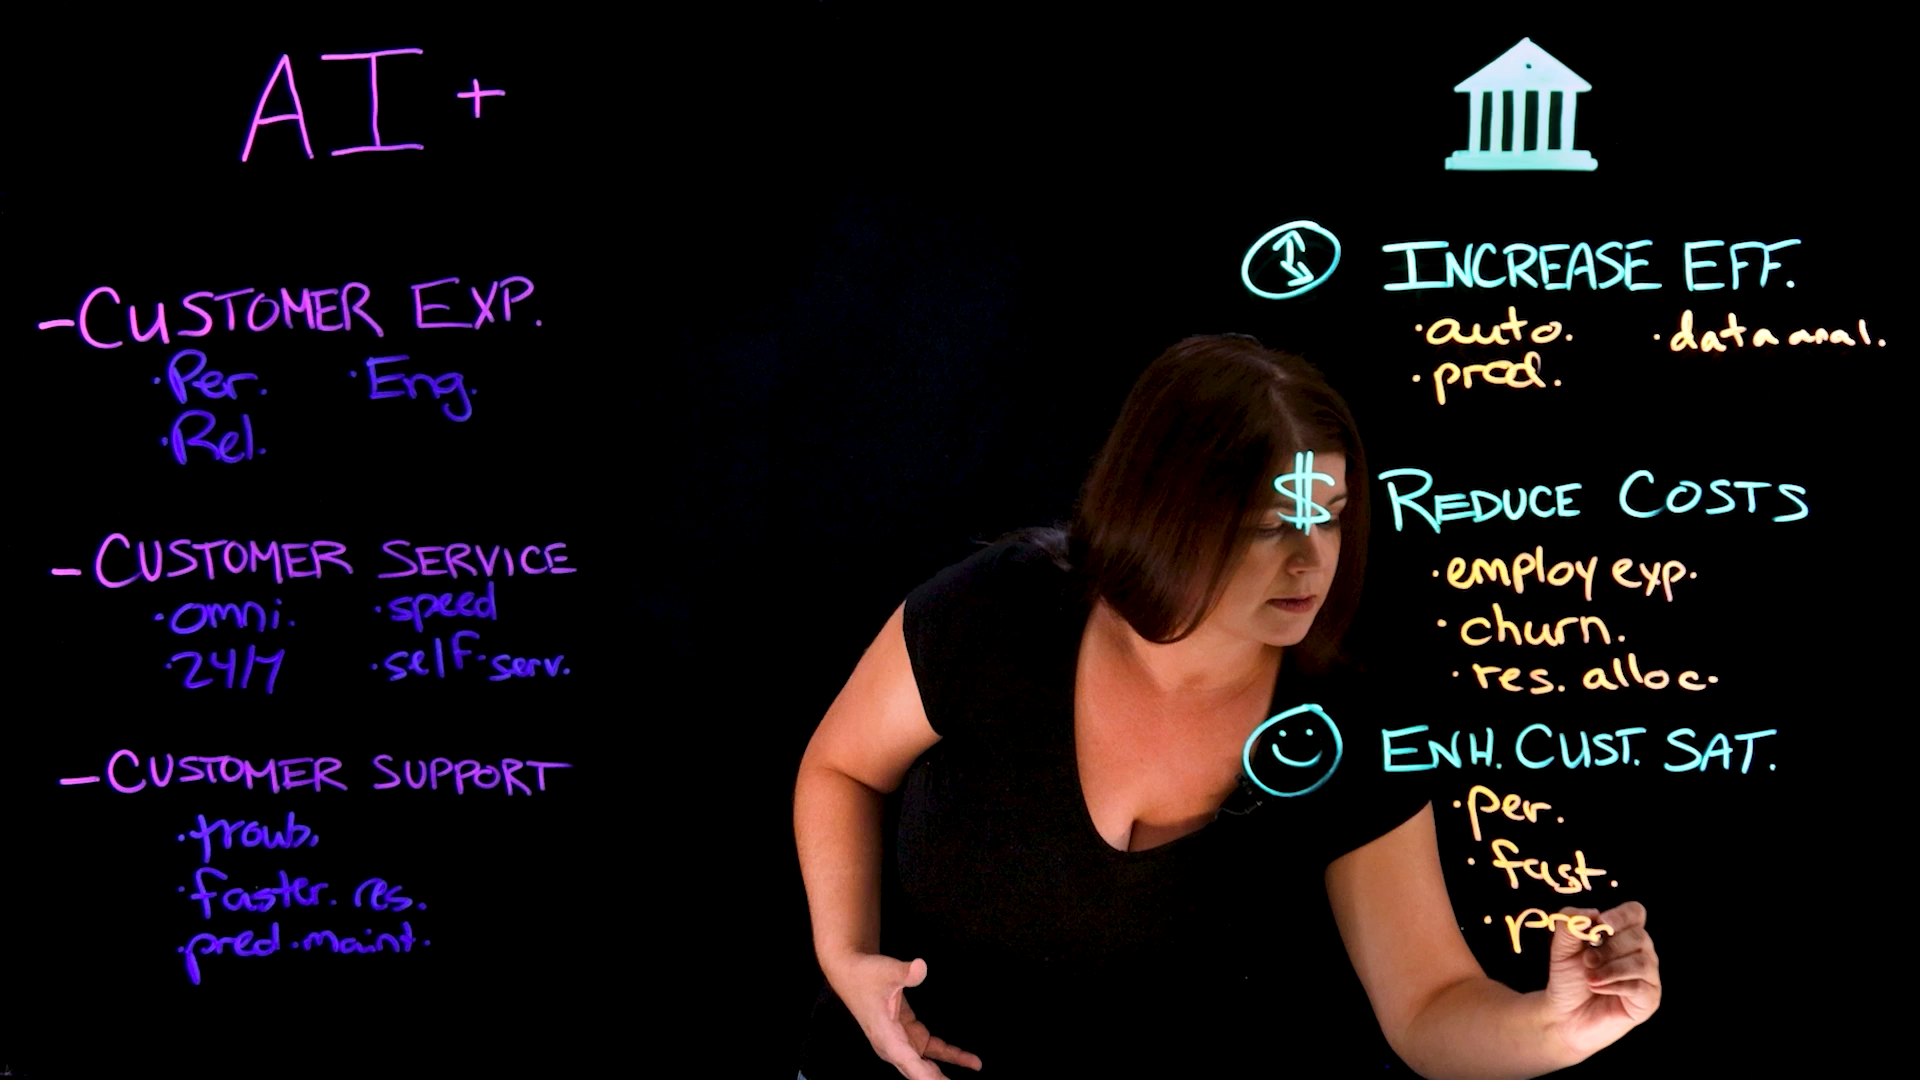 AI +
- CUSTOMER EXP.
· Per. · Eng.
· Rel.
- CUSTOMER SERVICE
· omni. · speed
· 24/7 · self-serv.
- CUSTOMER SUPPORT
· troub.
· faster. res.
· pred. maint.
INCREASE EFF.
· auto. · data anal.
· prod.
$ REDUCE COSTS
· employ exp.
· churn.
· res. alloc.
ENH. CUST. SAT.
· per.
· fast.